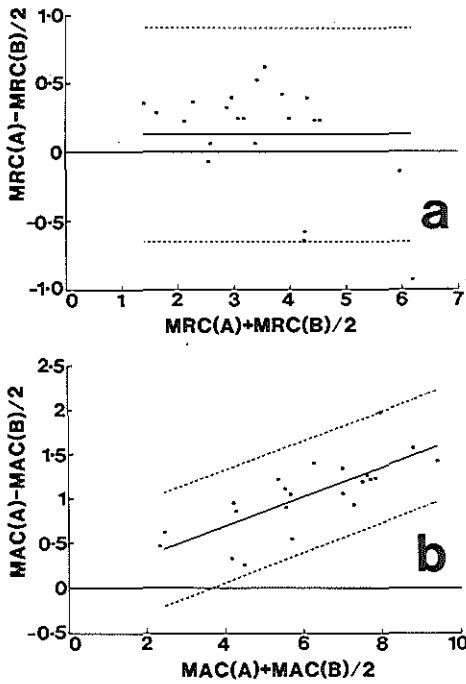 1·0
0·5
0
-0·5
-1·0
MRC(A)-MRC(B)/2
a
0 1 2 3 4 5 6 7
MRC(A)+MRC(B)/2
2·5
2
1·5
1
0·5
0
-0·5
MAC(A)-MAC(B)/2
b
0 2 4 6 8 10
MAC(A)+MAC(B)/2